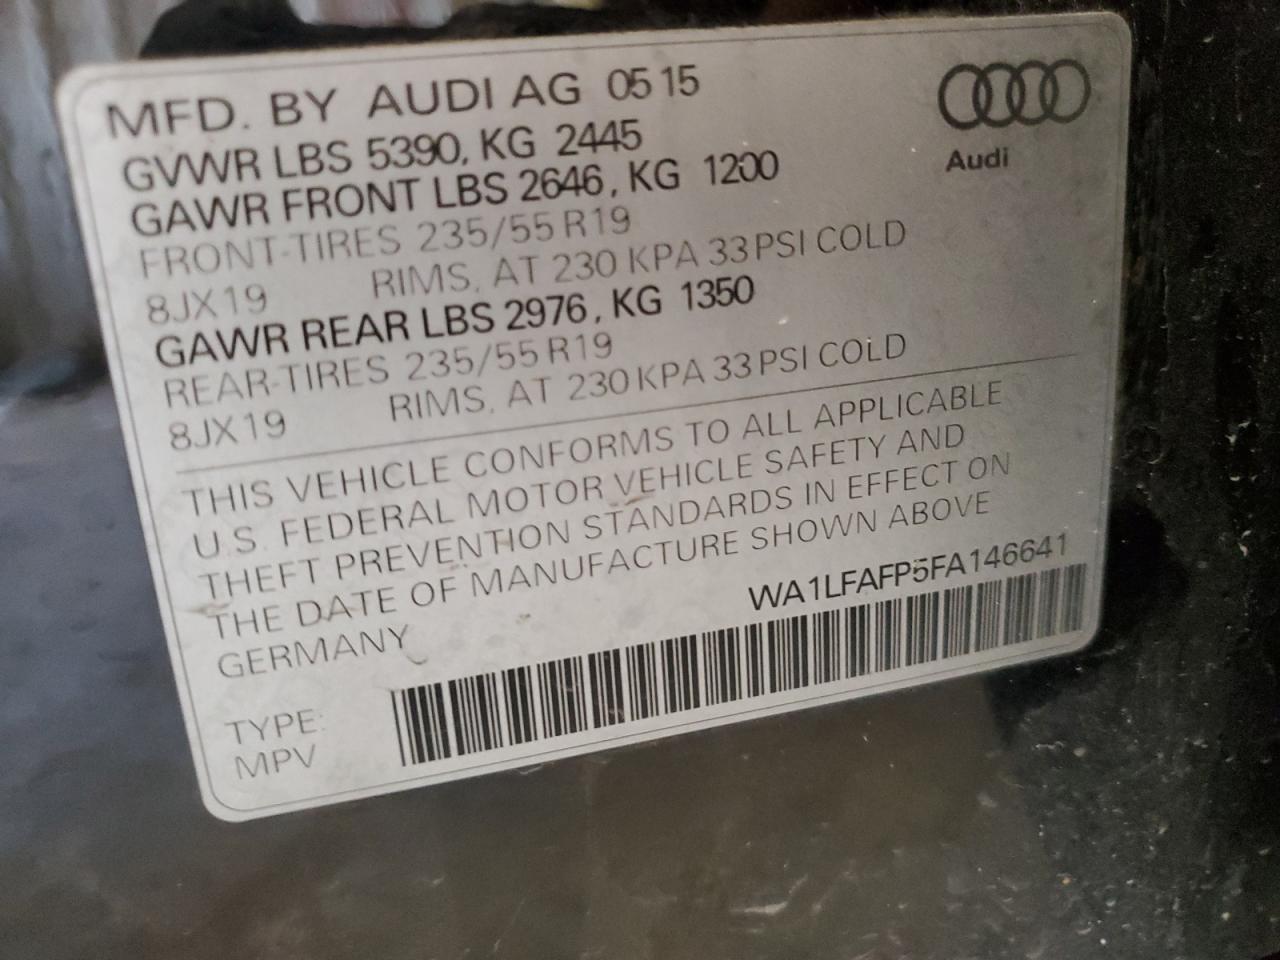 MFD. BY AUDI AG 05 15
GVWR LBS 5390, KG 2445
GAWR FRONT LBS 2646, KG 1200
FRONT-TIRES 235/55 R19
8JX19 RIMS, AT 230 KPA 33 PSI COLD
GAWR REAR LBS 2976, KG 1350
REAR-TIRES 235/55 R19
8JX19 RIMS, AT 230 KPA 33 PSI COLD
Audi
THIS VEHICLE CONFORMS TO ALL APPLICABLE
U.S. FEDERAL MOTOR VEHICLE SAFETY AND
THEFT PREVENTION STANDARDS IN EFFECT ON
THE DATE OF MANUFACTURE SHOWN ABOVE
GERMANY
WA1LFAFP5FA146641
TYPE:
MPV